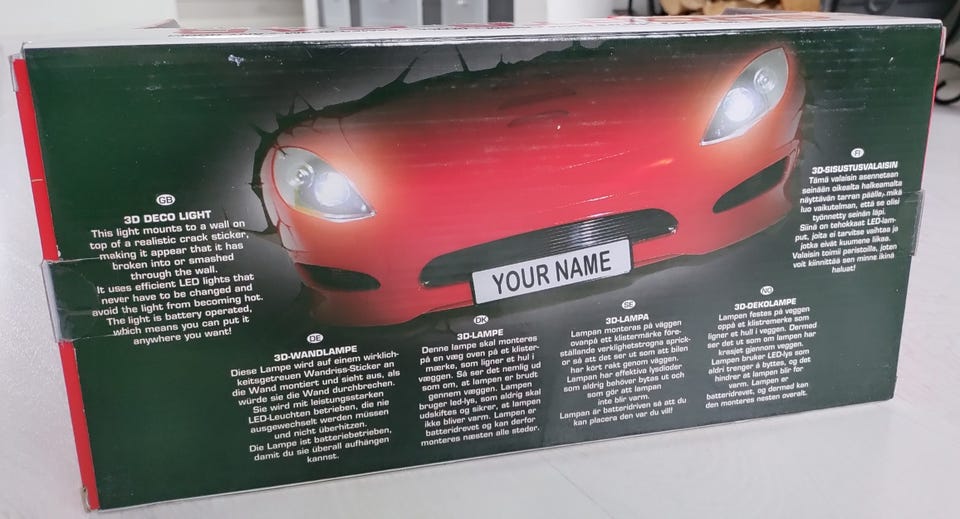 GB
3D DECO LIGHT
This light mounts to a wall on
top of a realistic crack sticker,
making it appear that it has
broken into or smashed
through the wall.
It uses efficient LED lights that
never have to be changed and
avoid the light from becoming hot.
The light is battery operated,
which means you can put it
anywhere you want!
DE
3D-WANDLAMPE
Diese Lampe wird auf einem wirklich-
keitsgetreuen Wandriss-Sticker an
die Wand montiert und sieht aus, als
würde sie die Wand durchbrechen.
Sie wird mit leistungsstarken
LED-Leuchten betrieben, die nie
ausgewechselt werden müssen
und nicht überhitzen.
Die Lampe ist batteriebetrieben,
damit du sie überall aufhängen
kannst.
DK
3D-LAMPE
Denne lampe skal monteres
på en væg oven på et klister-
mærke, som ligner et hul i
væggen. Så ser det nemlig ud
som om, at lampen er brudt
gennem væggen. Lampen
bruger led-lys, som aldrig skal
udskiftes og sikrer, at lampen
ikke bliver varm. Lampen er
batteridrevet og kan derfor
monteres næsten alle steder.
YOUR NAME
SE
3D-LAMPA
Lampan monteras på väggen
ovanpå ett klistermärke före-
ställande verklighetstrogna sprick-
or så att det ser ut som att bilen
har kört rakt genom väggen.
Lampan har effektiva lysdioder
som aldrig behöver bytas ut och
som gör att lampan
inte blir varm.
Lampan är batteridriven så att du
kan placera den var du vill!
NO
3D-DEKOLAMPE
Lampen festes på veggen
oppå et klistremerke som
ligner et hull i veggen. Dermed
ser det ut som om lampen har
krasjet gjennom veggen.
Lampen bruker LED-lys som
aldri trenger å byttes, og det
hindrer at lampen blir for
varm. Lampen er
batteridrevet, og dermed kan
den monteres nesten overalt.
FI
3D-SISUSTUSVALAISIN
Tämä valaisin asennetaan
seinään oikealta halkeamalta
näyttävän tarran päälle, mikä
luo vaikutelman, että se olisi
työnnetty seinän läpi.
Siinä on tehokkaat LED-lam-
put, joita ei tarvitse vaihtaa ja
jotka eivät kuumene liikaa.
Valaisin toimii paristoilla, joten
voit kiinnittää sen minne ikinä
haluat!